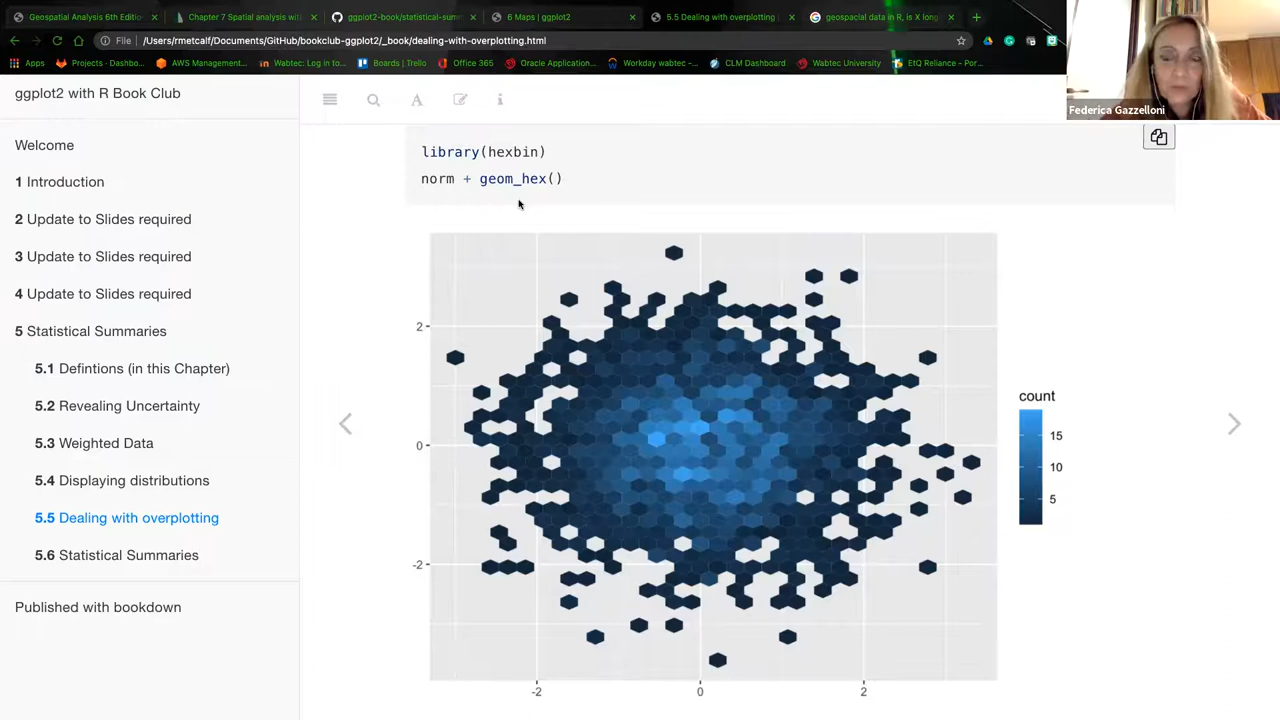 Geospatial Analysis 6th Editio
Chapter 7 Spatial analysis wit
ggplot2-book/statistical-sum
6 Maps | ggplot2
5.5 Dealing with overplotting
geospacial data in R, is X long
File
/Users/rmetcalf/Documents/GitHub/bookclub-ggplot2/_book/dealing-with-overplotting.html
Apps
Projects · Dashbo...
AWS Management...
Wabtec: Log in to...
Boards | Trello
Office 365
Oracle Application...
Workday wabtec –...
CLM Dashboard
Wabtec University
EtQ Reliance – Por...
Federica Gazzelloni
ggplot2 with R Book Club
Welcome
1 Introduction
2 Update to Slides required
3 Update to Slides required
4 Update to Slides required
5 Statistical Summaries
5.1 Defintions (in this Chapter)
5.2 Revealing Uncertainty
5.3 Weighted Data
5.4 Displaying distributions
5.5 Dealing with overplotting
5.6 Statistical Summaries
Published with bookdown
A
i
library(hexbin)
norm + geom_hex()
2
0
-2
-2
0
2
count
15
10
5